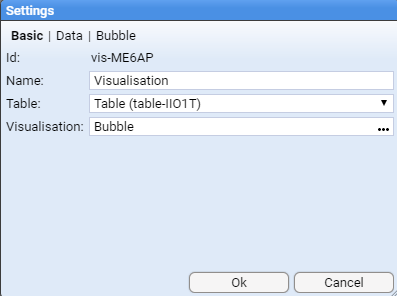 Settings
Basic | Data | Bubble
Id: vis-ME6AP
Name: Visualisation
Table: Table (table-IIO1T)
Visualisation: Bubble ...
Ok Cancel